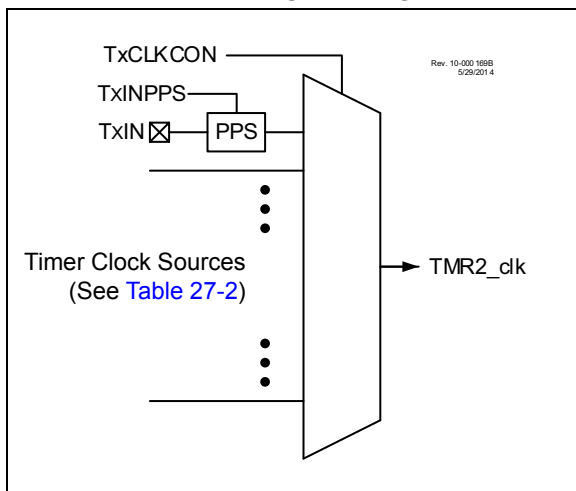 TxCLKCON
Rev. 10-000 169B
5/29/2014
TxINPPS
TxIN
PPS
Timer Clock Sources
(See Table 27-2)
TMR2_clk